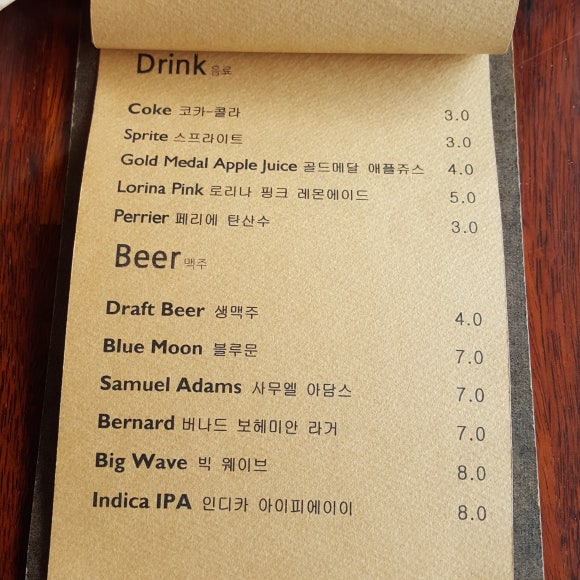 Drink 음료
Coke 코카-콜라 3.0
Sprite 스프라이트 3.0
Gold Medal Apple Juice 골드메달 애플쥬스 4.0
Lorina Pink 로리나 핑크 레몬에이드 5.0
Perrier 페리에 탄산수 3.0
Beer 맥주
Draft Beer 생맥주 4.0
Blue Moon 블루문 7.0
Samuel Adams 사무엘 아담스 7.0
Bernard 버나드 보헤미안 라거 7.0
Big Wave 빅 웨이브 8.0
Indica IPA 인디카 아이피에이이 8.0